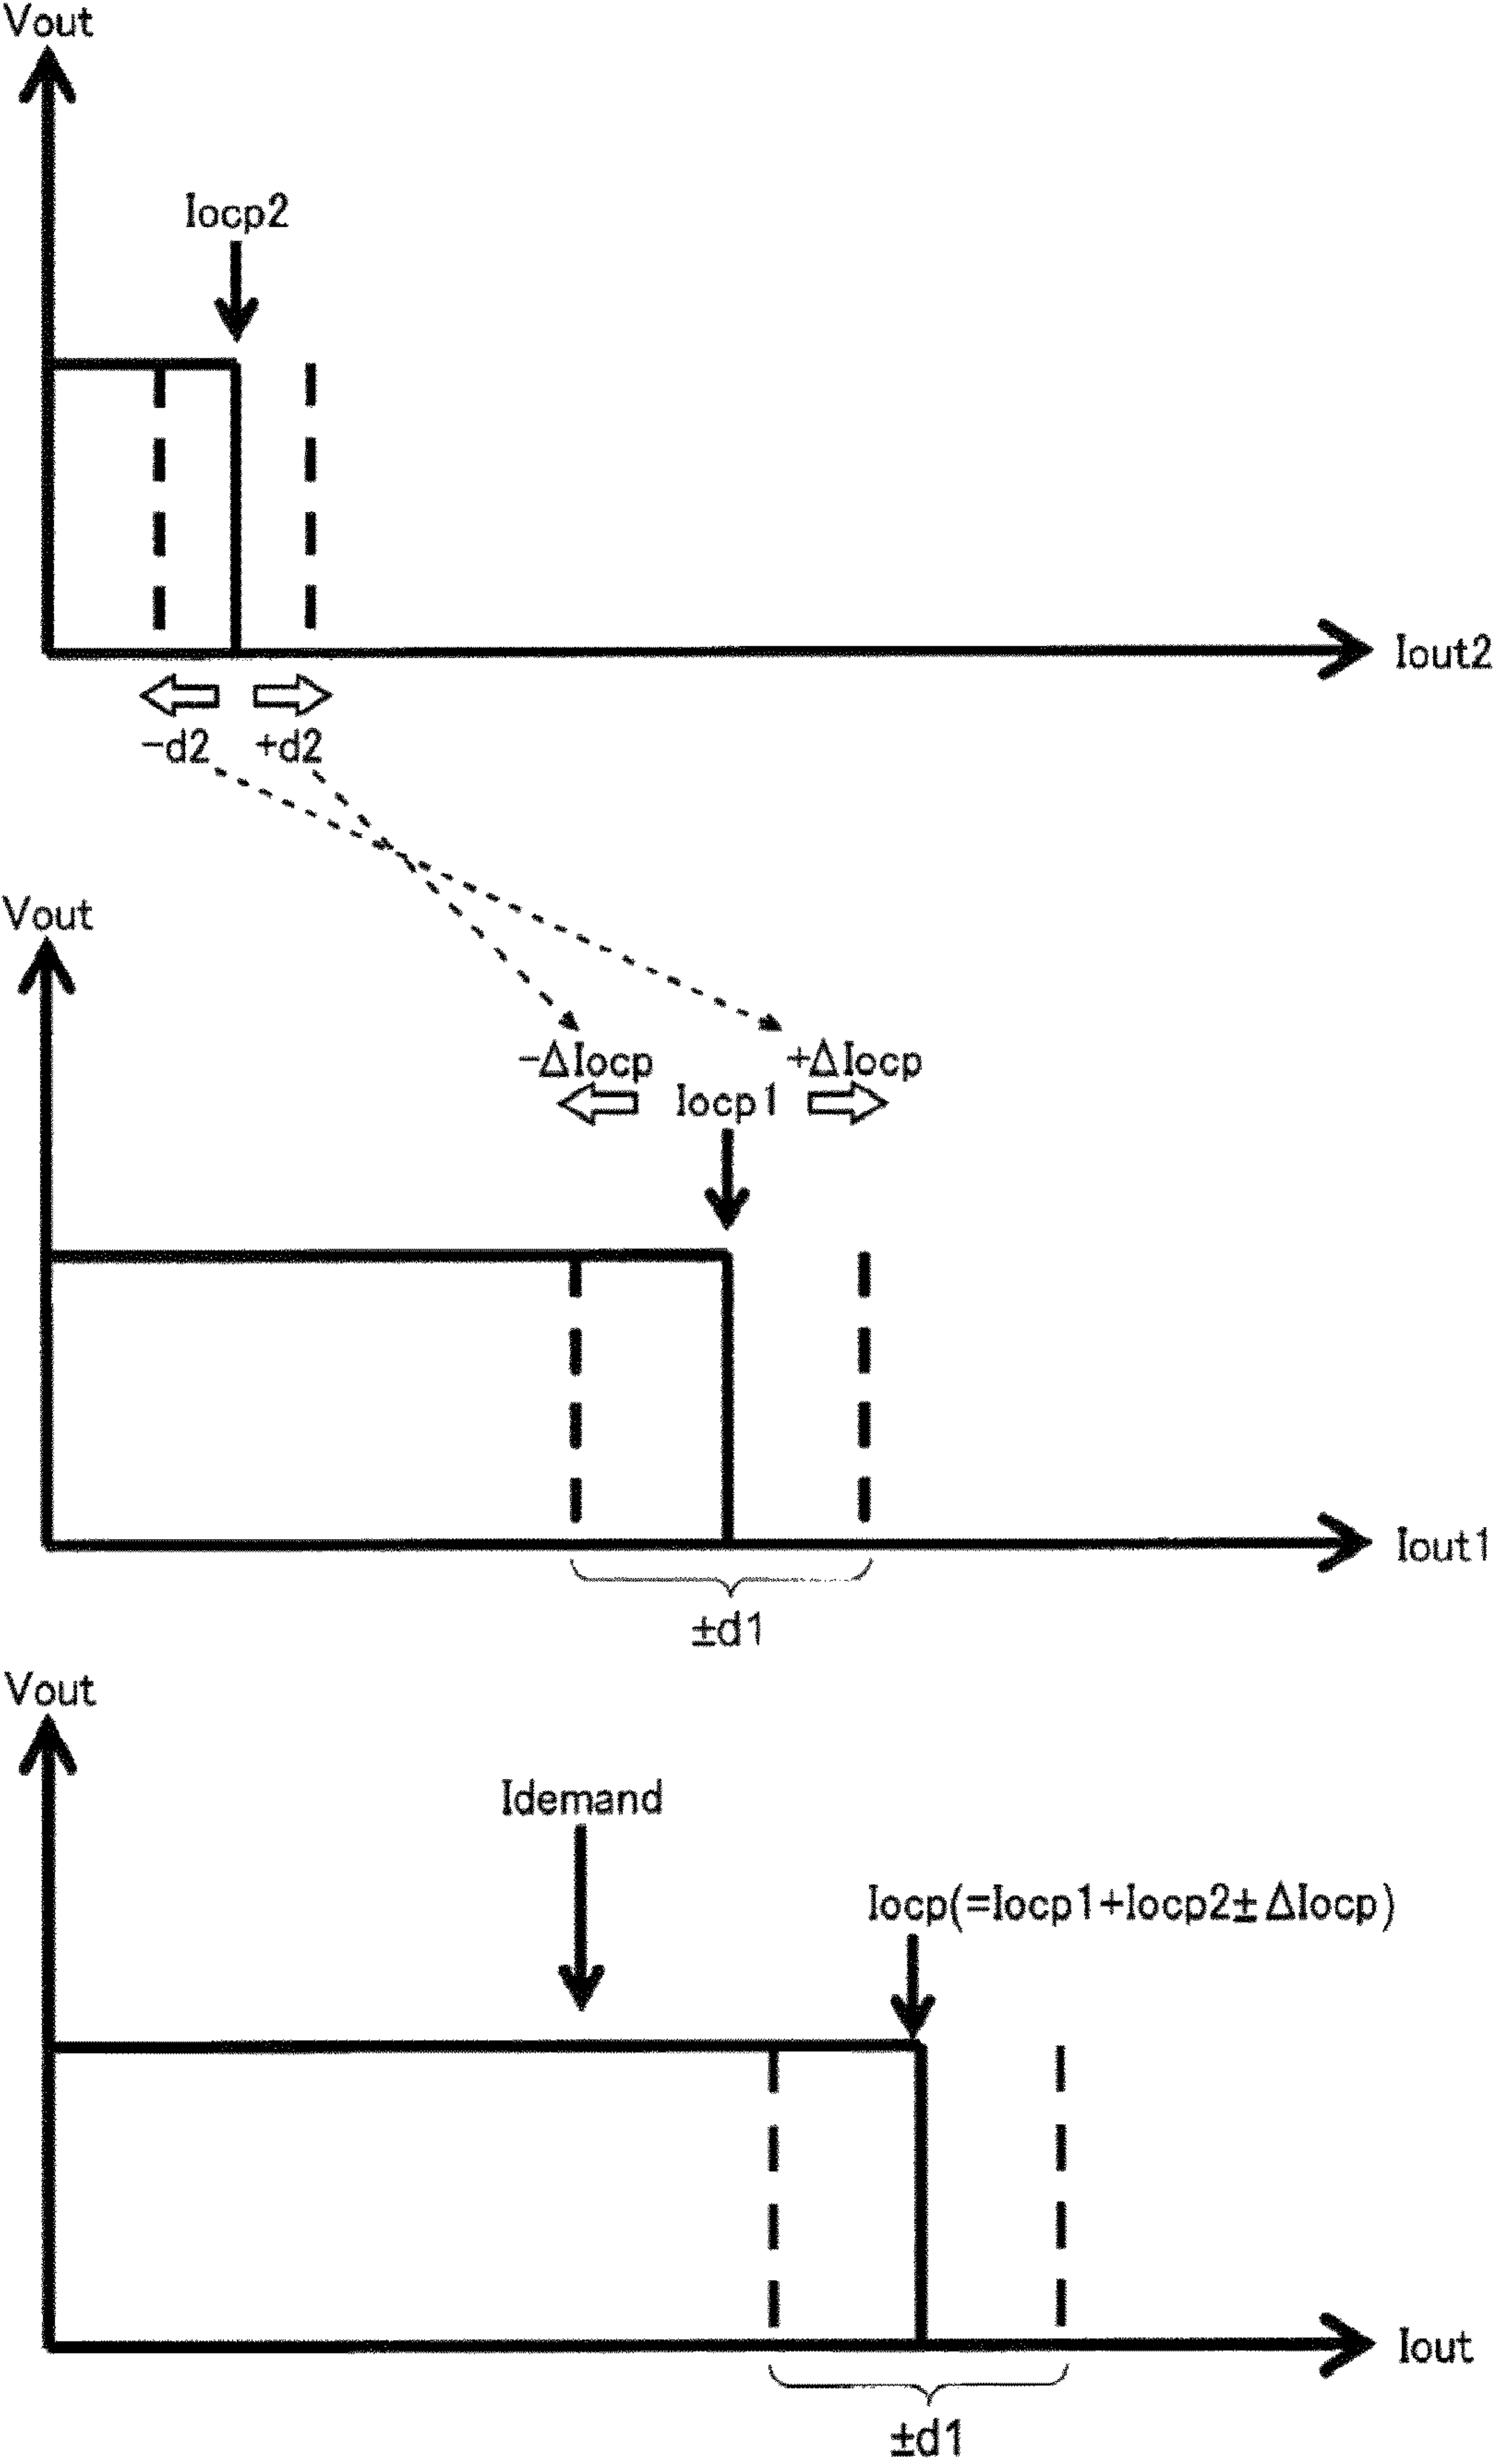 Vout
Iocp2
Iout2
−d2 +d2
Vout
−ΔIocp +ΔIocp
Iocp1
Iout1
±d1
Vout
Idemand
Iocp(=Iocp1+Iocp2±ΔIocp)
Iout
±d1